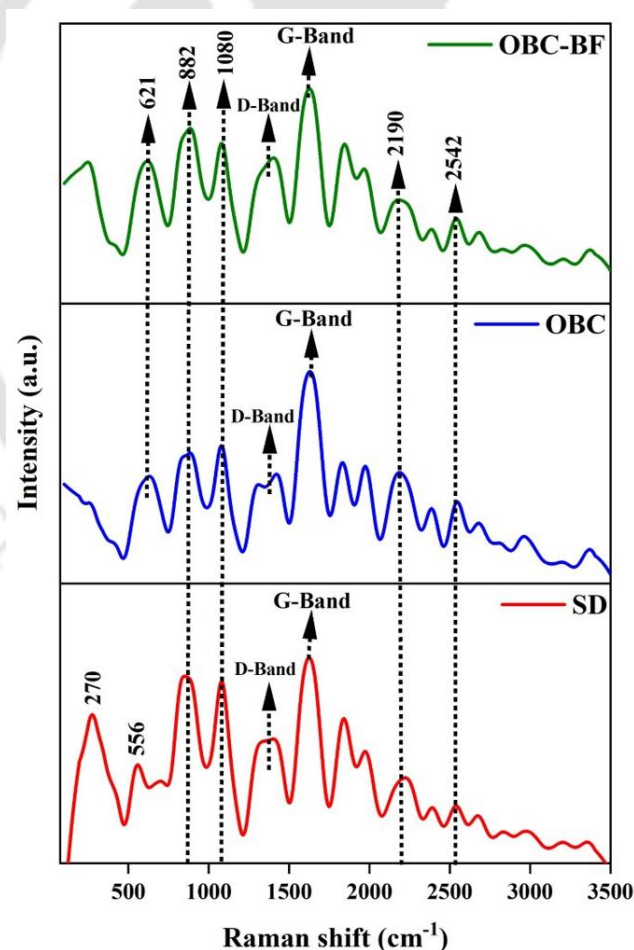 G-Band
OBC-BF
621
882
1080
D-Band
2190
2542
G-Band
OBC
D-Band
G-Band
SD
D-Band
270
556
Intensity (a.u.)
500 1000 1500 2000 2500 3000 3500
Raman shift (cm⁻¹)